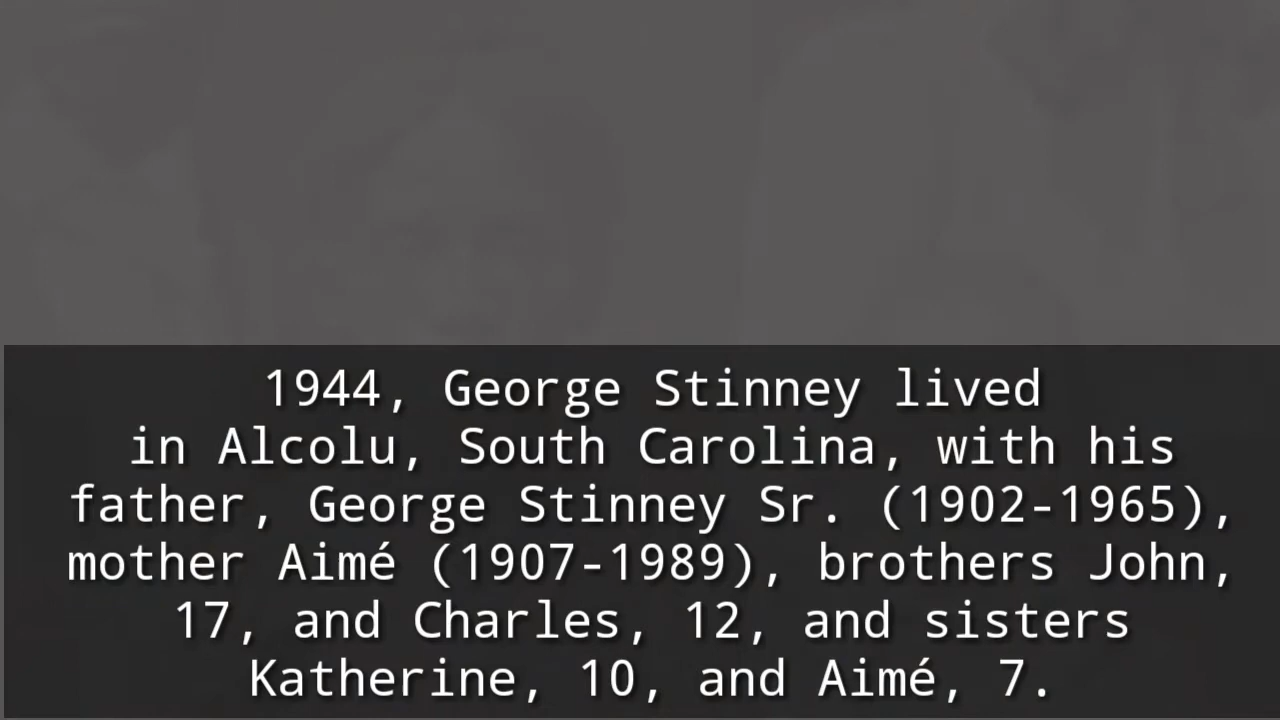 1944, George Stinney lived
in Alcolu, South Carolina, with his
father, George Stinney Sr. (1902-1965),
mother Aimé (1907-1989), brothers John,
17, and Charles, 12, and sisters
Katherine, 10, and Aimé, 7.